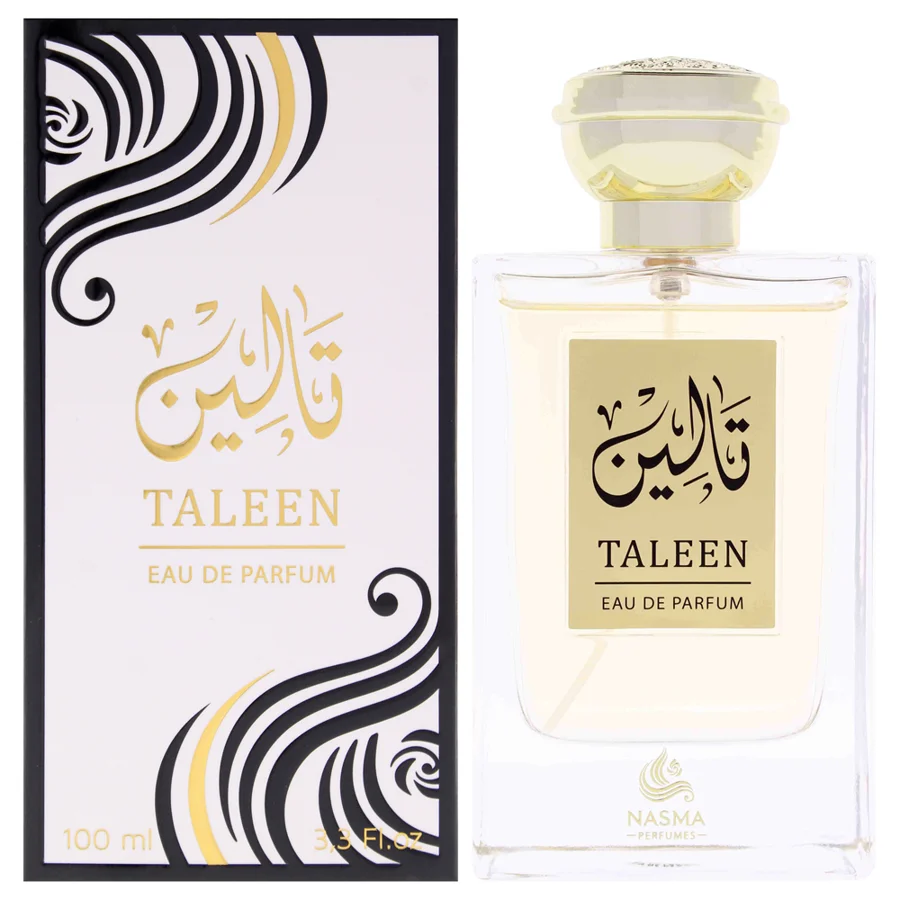 تالين
TALEEN
EAU DE PARFUM
100 ml
3,3 Fl.oz
تالين
TALEEN
EAU DE PARFUM
NASMA
PERFUMES